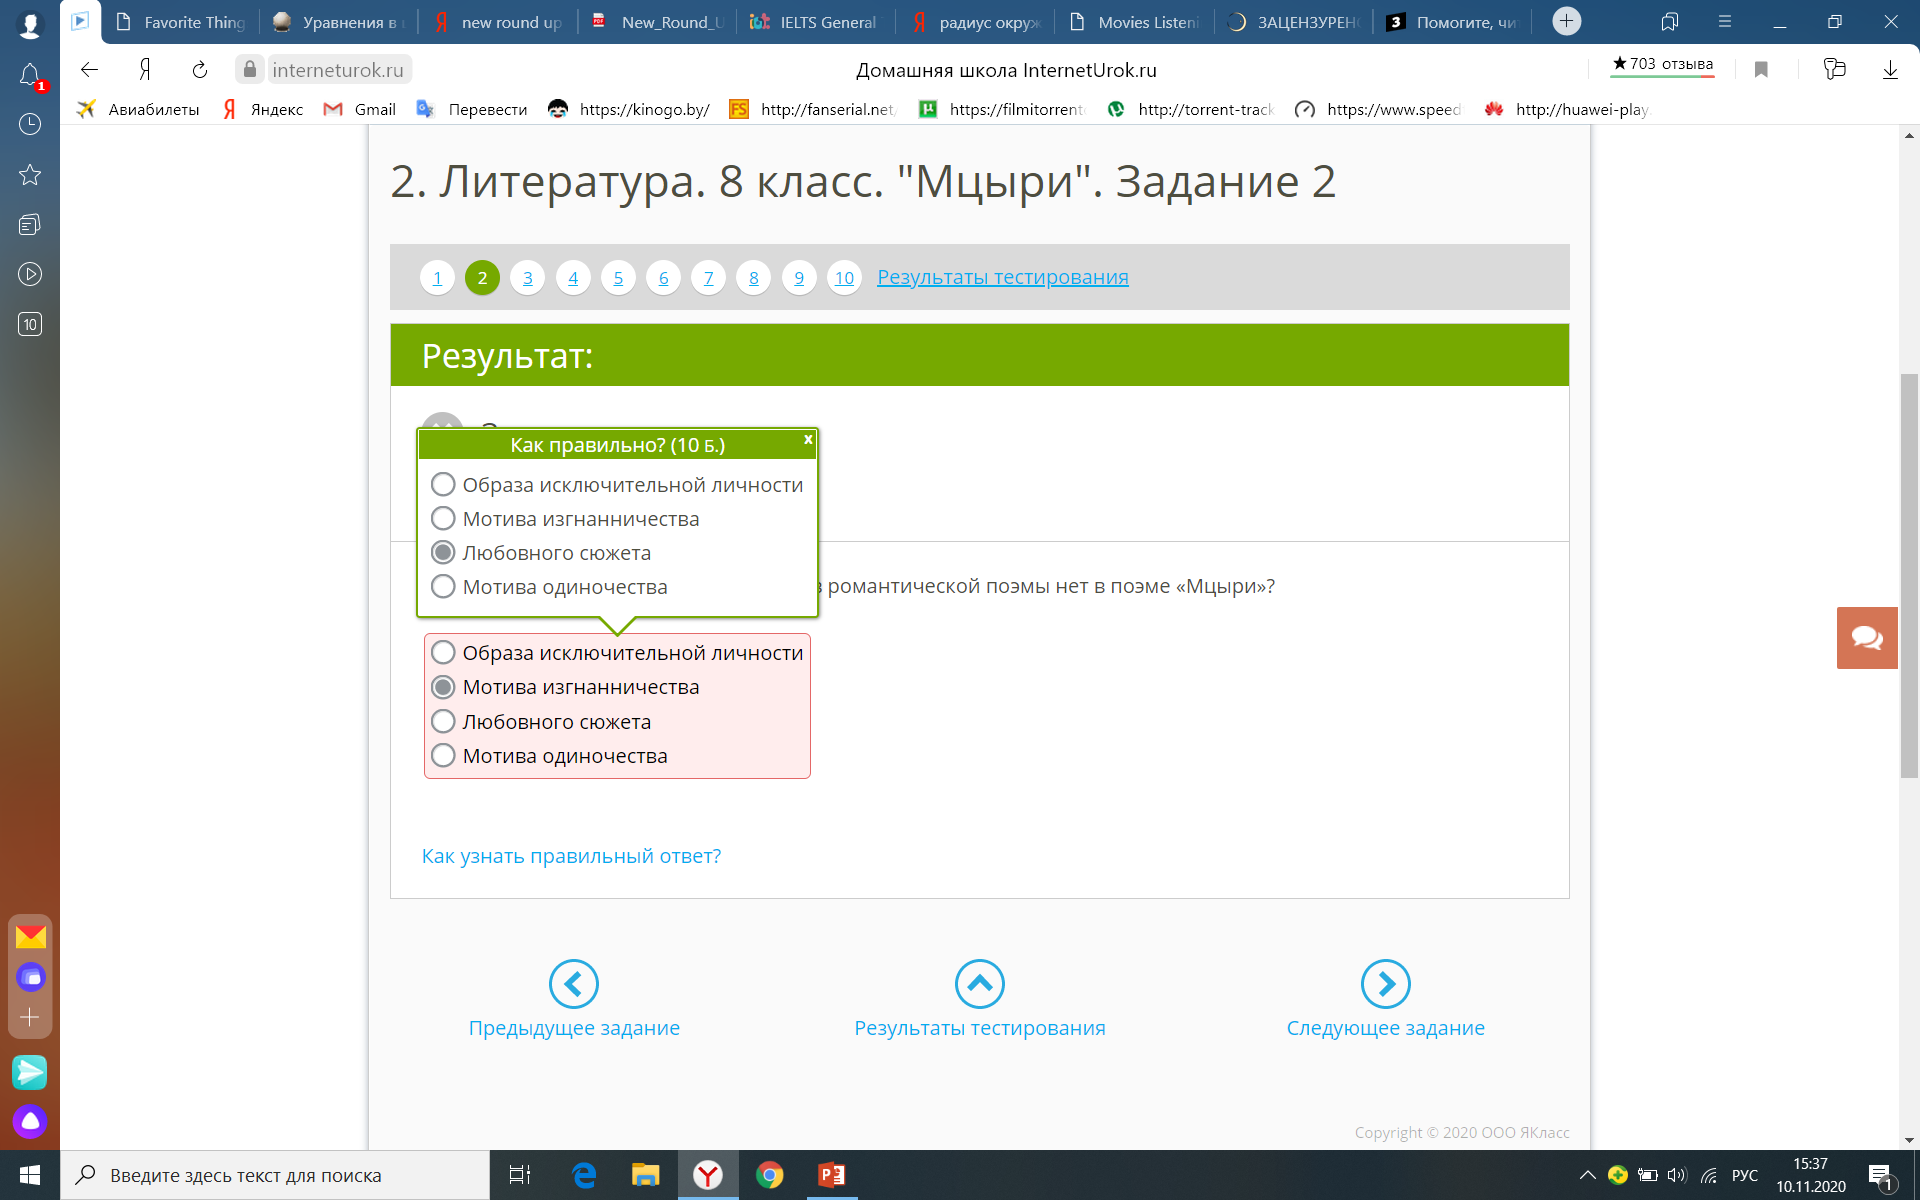 Favorite Thing
Уравнения в
new round up
New_Round_U
IELTS General
радиус окруж
Movies Listeni
ЗАЦЕНЗУРЕНО
Помогите, чи
interneturok.ru
Домашняя школа InternetUrok.ru
★703 отзыва
Авиабилеты
Яндекс
Gmail
Перевести
https://kinogo.by/
http://fanserial.net/
https://filmitorrent
http://torrent-track
https://www.speed
http://huawei-play.
1
10
2. Литература. 8 класс. "Мцыри". Задание 2
1 2 3 4 5 6 7 8 9 10 Результаты тестирования
Результат:
Как правильно? (10 Б.) x
Образа исключительной личности
Мотива изгнанничества
Любовного сюжета
Мотива одиночества
романтической поэмы нет в поэме «Мцыри»?
Образа исключительной личности
Мотива изгнанничества
Любовного сюжета
Мотива одиночества
Как узнать правильный ответ?
Предыдущее задание
Результаты тестирования
Следующее задание
Copyright © 2020 ООО ЯКласс
Введите здесь текст для поиска
РУС
15:37
10.11.2020
1